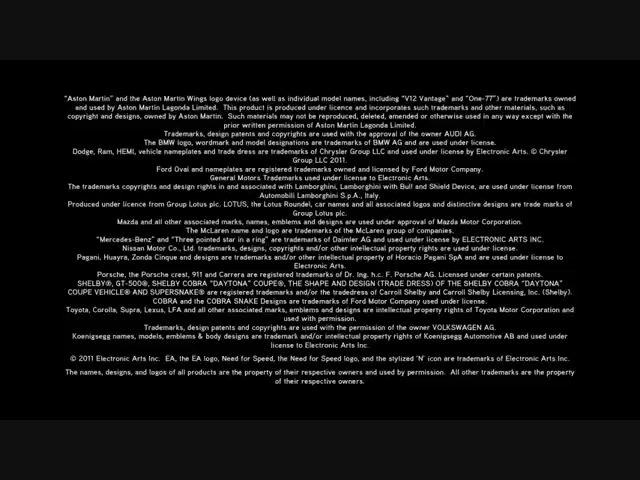 "Aston Martin" and the Aston Martin Wings logo device (as well as individual model names, including "V12 Vantage" and "One-77") are trademarks owned
and used by Aston Martin Lagonda Limited. This product is produced under licence and incorporates such trademarks and other materials, such as
copyright and designs, owned by Aston Martin. Such materials may not be reproduced, deleted, amended or otherwise used in any way except with the
prior written permission of Aston Martin Lagonda Limited.
Trademarks, design patents and copyrights are used with the approval of the owner AUDI AG.
The BMW logo, wordmark and model designations are trademarks of BMW AG and are used under license.
Dodge, Ram, HEMI, vehicle nameplates and trade dress are trademarks of Chrysler Group LLC and used under license by Electronic Arts. © Chrysler
Group LLC 2011.
Ford Oval and nameplates are registered trademarks owned and licensed by Ford Motor Company.
General Motors Trademarks used under license to Electronic Arts.
The trademarks copyrights and design rights in and associated with Lamborghini, Lamborghini with Bull and Shield Device, are used under license from
Automobili Lamborghini S.p.A., Italy.
Produced under licence from Group Lotus plc. LOTUS, the Lotus Roundel, car names and all associated logos and distinctive designs are trade marks of
Group Lotus plc.
Mazda and all other associated marks, names, emblems and designs are used under approval of Mazda Motor Corporation.
The McLaren name and logo are trademarks of the McLaren group of companies.
"Mercedes-Benz" and "Three pointed star in a ring" are trademarks of Daimler AG and used under license by ELECTRONIC ARTS INC.
Nissan Motor Co., Ltd. trademarks, designs, copyrights and/or other intellectual property rights are used under license.
Pagani, Huayra, Zonda Cinque and designs are trademarks and/or other intellectual property of Horacio Pagani SpA and are used under license to
Electronic Arts.
Porsche, the Porsche crest, 911 and Carrera are registered trademarks of Dr. Ing. h.c. F. Porsche AG. Licensed under certain patents.
SHELBY®, GT-500®, SHELBY COBRA "DAYTONA" COUPE®, THE SHAPE AND DESIGN (TRADE DRESS) OF THE SHELBY COBRA "DAYTONA"
COUPE VEHICLE® AND SUPERSNAKE® are registered trademarks and/or the tradedress of Carroll Shelby and Carroll Shelby Licensing, Inc. (Shelby).
COBRA and the COBRA SNAKE Designs are trademarks of Ford Motor Company used under license.
Toyota, Corolla, Supra, Lexus, LFA and all other associated marks, emblems and designs are intellectual property rights of Toyota Motor Corporation and
used with permission.
Trademarks, design patents and copyrights are used with the permission of the owner VOLKSWAGEN AG.
Koenigsegg names, models, emblems & body designs are trademark and/or intellectual property rights of Koenigsegg Automotive AB and used under
license to Electronic Arts Inc
© 2011 Electronic Arts Inc. EA, the EA logo, Need for Speed, the Need for Speed logo, and the stylized 'N' icon are trademarks of Electronic Arts Inc.
The names, designs, and logos of all products are the property of their respective owners and used by permission. All other trademarks are the property
of their respective owners.